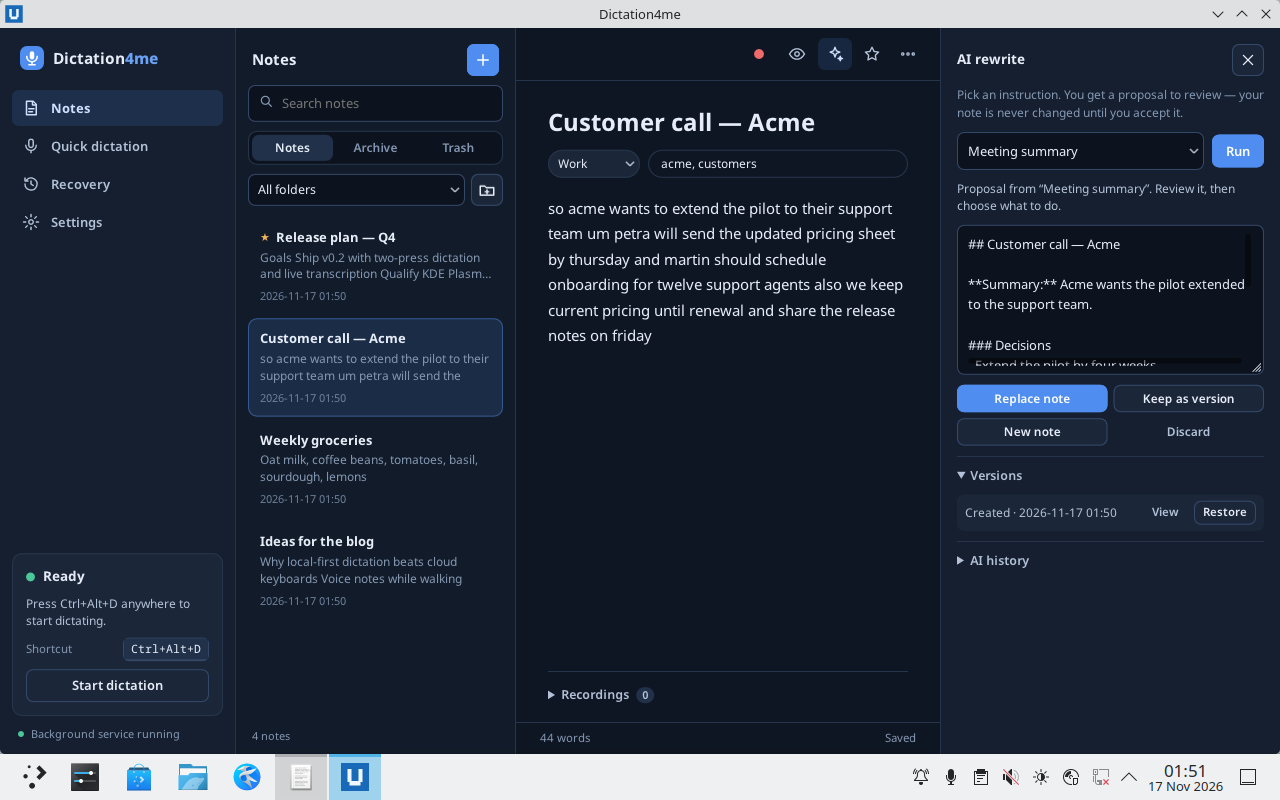 Dictation4me
Dictation4me
Notes
Quick dictation
Recovery
Settings
Ready
Press Ctrl+Alt+D anywhere to
start dictating.
Shortcut
Ctrl+Alt+D
Start dictation
Background service running
Notes
Search notes
Notes
Archive
Trash
All folders
★ Release plan — Q4
Goals Ship v0.2 with two-press dictation
and live transcription Qualify KDE Plasm...
2026-11-17 01:50
Customer call — Acme
so acme wants to extend the pilot to their
support team um petra will send the
2026-11-17 01:50
Weekly groceries
Oat milk, coffee beans, tomatoes, basil,
sourdough, lemons
2026-11-17 01:50
Ideas for the blog
Why local-first dictation beats cloud
keyboards Voice notes while walking
2026-11-17 01:50
4 notes
Customer call — Acme
Work
acme, customers
so acme wants to extend the pilot to their support
team um petra will send the updated pricing sheet
by thursday and martin should schedule
onboarding for twelve support agents also we keep
current pricing until renewal and share the release
notes on friday
Recordings 0
44 words
Saved
AI rewrite
Pick an instruction. You get a proposal to review — your
note is never changed until you accept it.
Meeting summary
Run
Proposal from “Meeting summary”. Review it, then
choose what to do.
## Customer call — Acme
**Summary:** Acme wants the pilot extended
to the support team.
### Decisions
Extend the pilot by four weeks
Replace note
Keep as version
New note
Discard
Versions
Created · 2026-11-17 01:50
View
Restore
AI history
01:51
17 Nov 2026